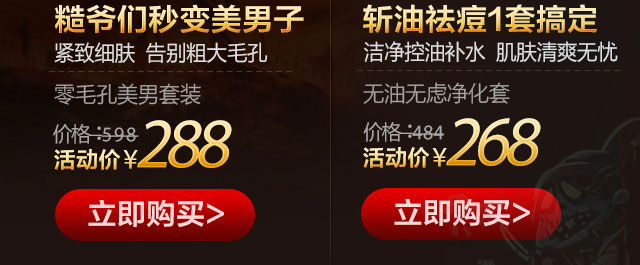 糙爷们秒变美男子
紧致细肤 告别粗大毛孔
零毛孔美男套装
价格:598
活动价¥288
立即购买>
斩油祛痘1套搞定
洁净控油补水 肌肤清爽无忧
无油无虑净化套
价格:484
活动价¥268
立即购买>